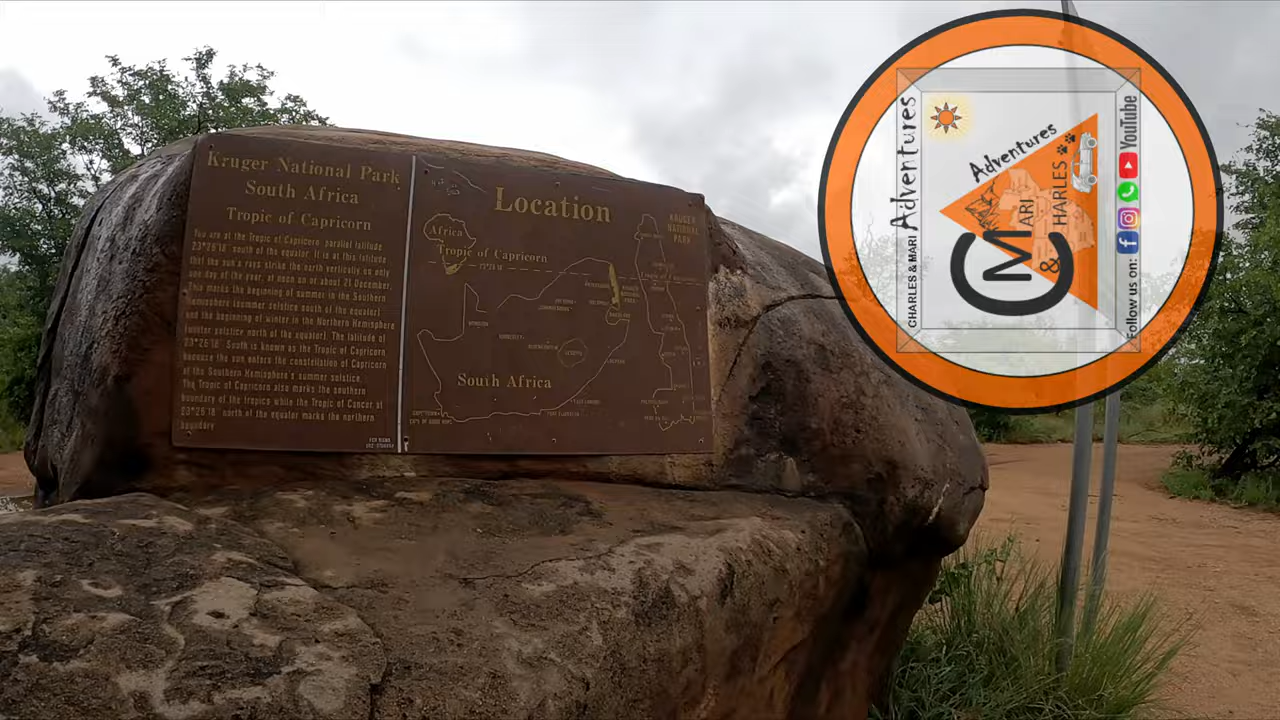 Kruger National Park
South Africa
Tropic of Capricorn
You are at the Tropic of Capricorn parallel latitude
23°26'18" south of the equator. It is at this latitude
that the sun's rays strike the earth vertically on only
one day of the year, at noon on or about 21 December.
This marks the beginning of summer in the Southern
hemisphere (summer solstice south of the equator)
and the beginning of winter in the Northern Hemisphere
(winter solstice north of the equator). The latitude of
23°26'18" South is known as the Tropic of Capricorn
because the sun enters the constellation of Capricorn
at the Southern Hemisphere's summer solstice.
The Tropic of Capricorn also marks the southern
boundary of the tropics while the Tropic of Cancer at
23°26'18" north of the equator marks the northern
boundary
Location
Africa
Tropic of Capricorn
KRUGER
NATIONAL
PARK
South Africa
CHARLES & MARI Adventures
Adventures
MARI
&
CHARLES
Follow us on:
YouTube